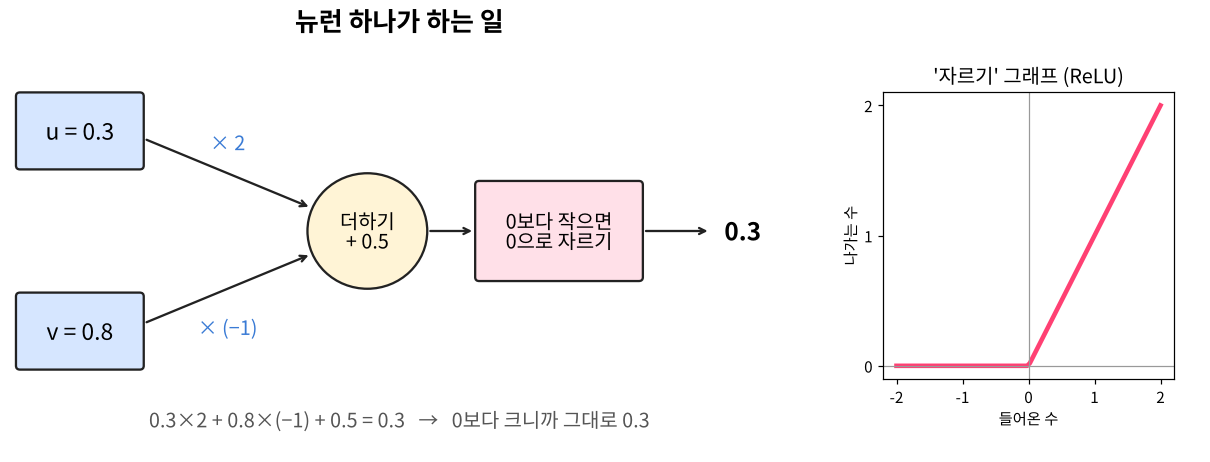 뉴런 하나가 하는 일
u = 0.3
× 2
더하기
+ 0.5
0보다 작으면
0으로 자르기
0.3
v = 0.8
× (−1)
0.3×2 + 0.8×(−1) + 0.5 = 0.3 → 0보다 크니까 그대로 0.3
'자르기' 그래프 (ReLU)
나가는 수
2
1
0
-2 -1 0 1 2
들어온 수